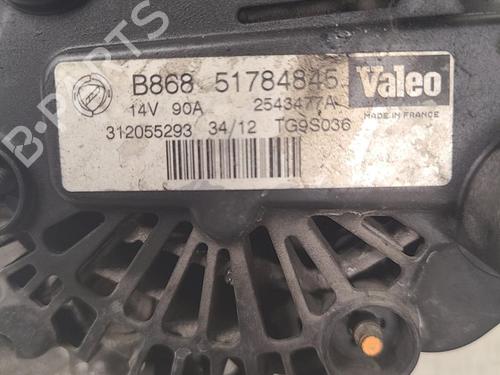 B-PARTS
B868 51784845
Valeo
14V 90A 2543477A
MADE IN FRANCE
312055293 34/12 TG9S036